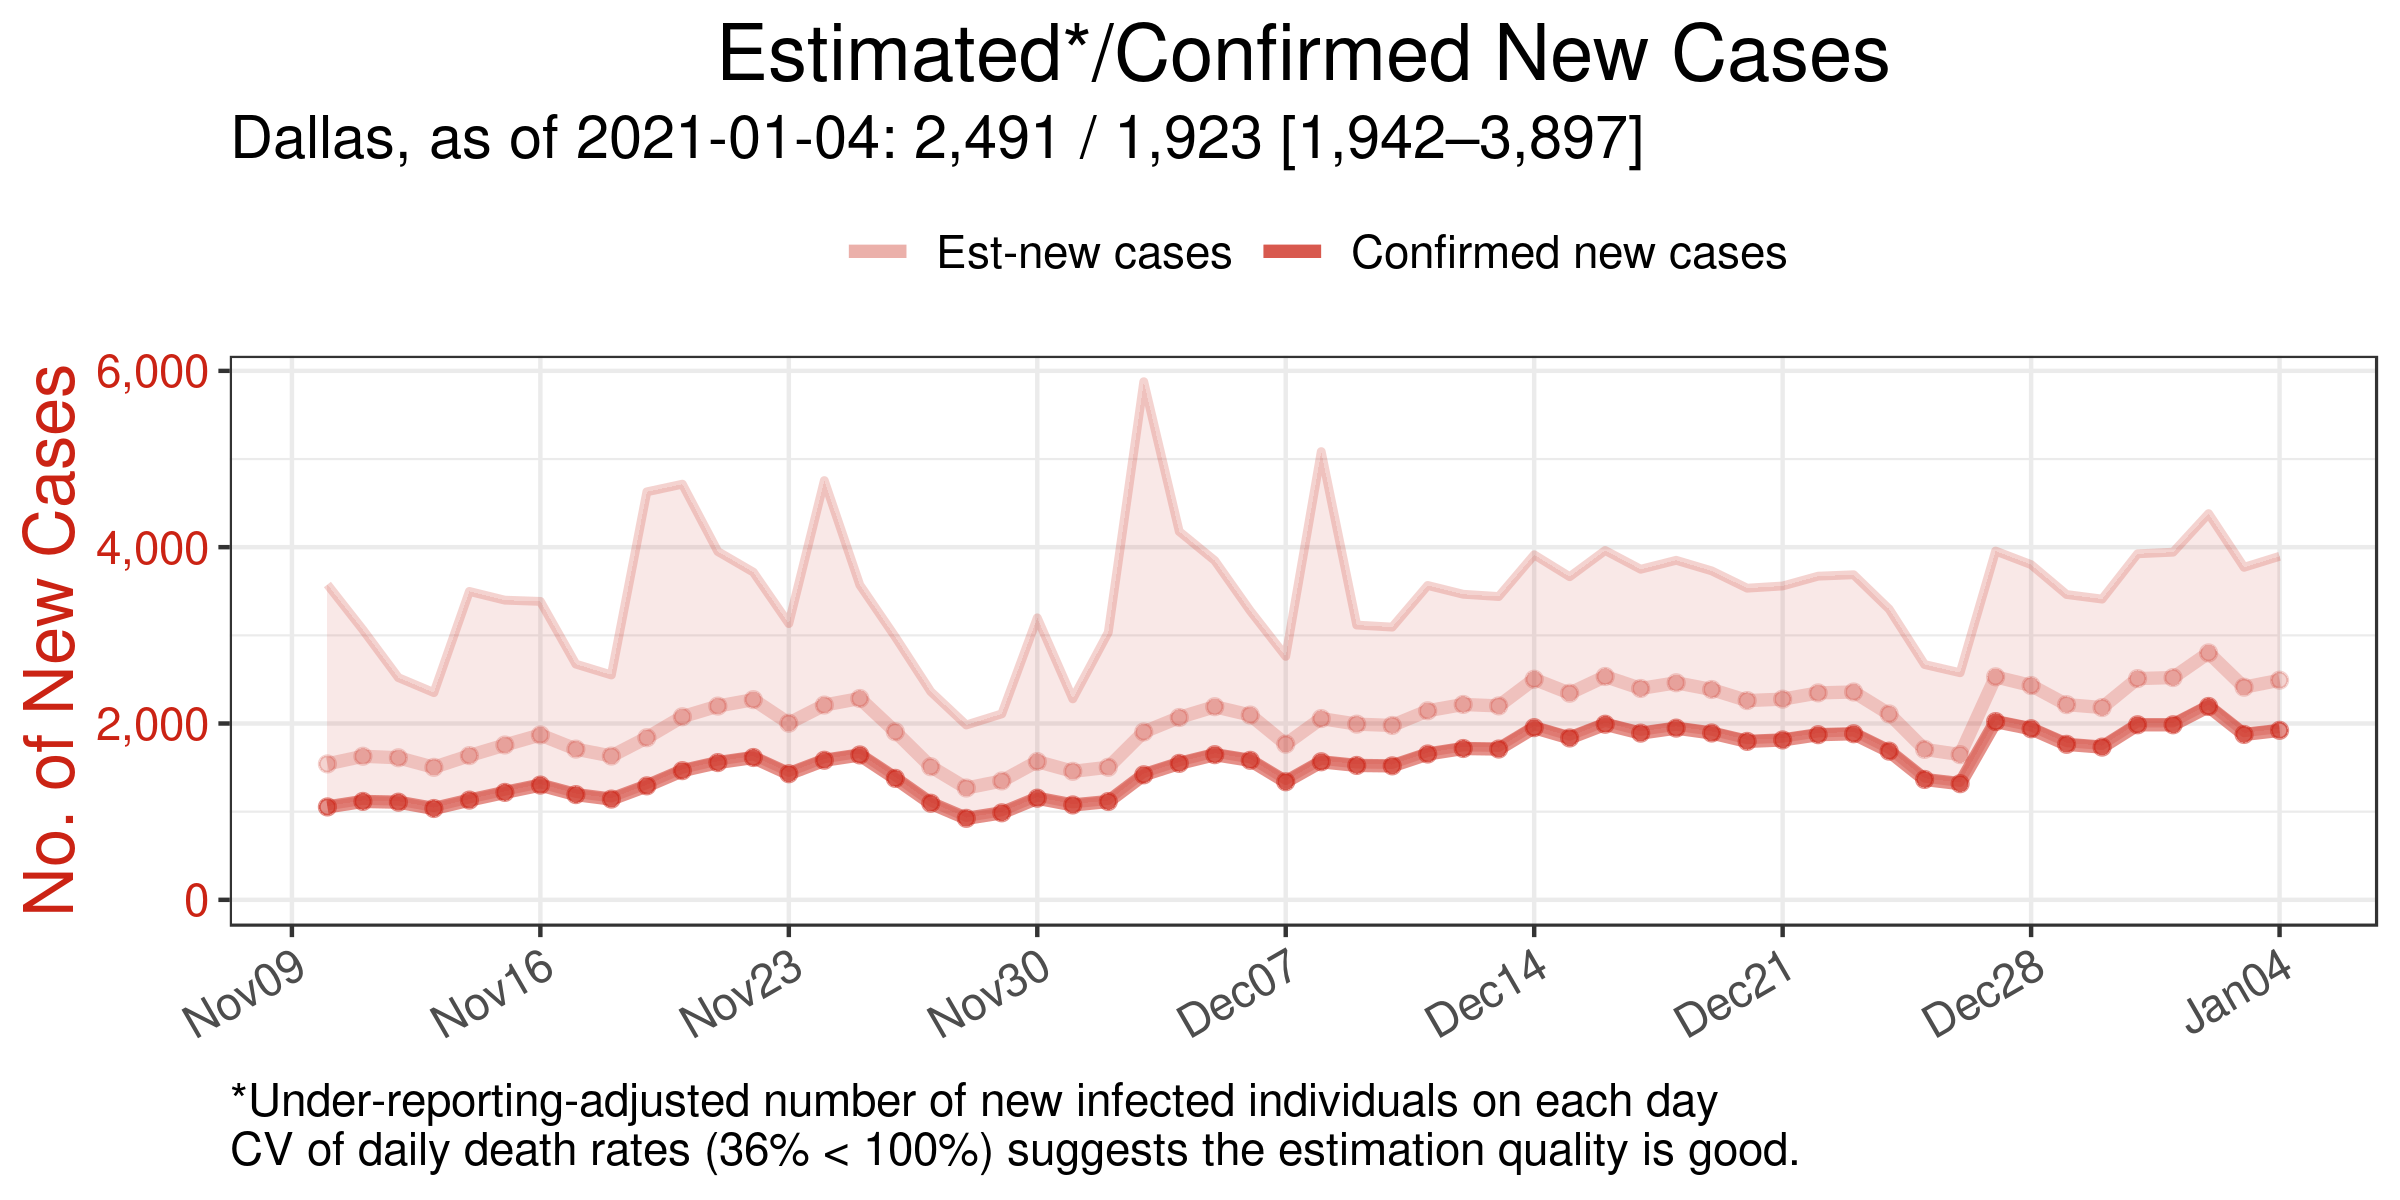 Estimated*/Confirmed New Cases
Dallas, as of 2021-01-04: 2,491 / 1,923 [1,942–3,897]
Est-new cases Confirmed new cases
No. of New Cases
6,000
4,000
2,000
0
Nov09 Nov16 Nov23 Nov30 Dec07 Dec14 Dec21 Dec28 Jan04
*Under-reporting-adjusted number of new infected individuals on each day
CV of daily death rates (36% < 100%) suggests the estimation quality is good.